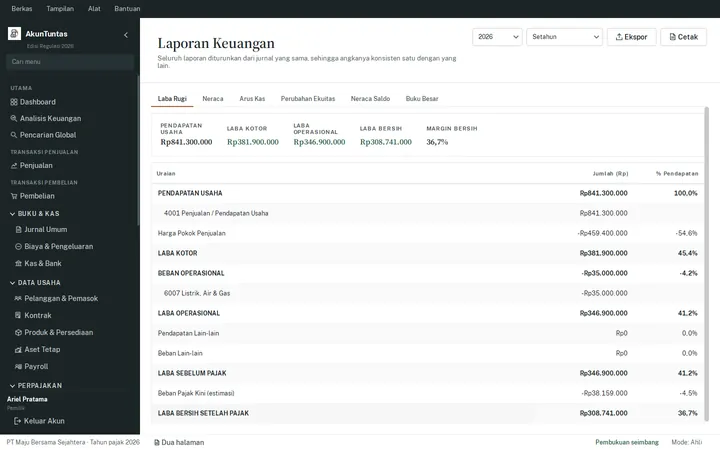 Berkas Tampilan Alat Bantuan
AkunTuntas
Edisi Regulasi 2026
Cari menu
UTAMA
Dashboard
Analisis Keuangan
Pencarian Global
TRANSAKSI PENJUALAN
Penjualan
TRANSAKSI PEMBELIAN
Pembelian
BUKU & KAS
Jurnal Umum
Biaya & Pengeluaran
Kas & Bank
DATA USAHA
Pelanggan & Pemasok
Kontrak
Produk & Persediaan
Aset Tetap
Payroll
PERPAJAKAN
Ariel Pratama
Pemilik
Keluar Akun
Laporan Keuangan
Seluruh laporan diturunkan dari jurnal yang sama, sehingga angkanya konsisten satu dengan yang
lain.
2026 Setahun Ekspor Cetak
Laba Rugi Neraca Arus Kas Perubahan Ekuitas Neraca Saldo Buku Besar
PENDAPATAN USAHA
Rp841.300.000
LABA KOTOR
Rp381.900.000
LABA OPERASIONAL
Rp346.900.000
LABA BERSIH
Rp308.741.000
MARGIN BERSIH
36,7%
Uraian Jumlah (Rp) % Pendapatan
PENDAPATAN USAHA Rp841.300.000 100,0%
4001 Penjualan / Pendapatan Usaha Rp841.300.000
Harga Pokok Penjualan -Rp459.400.000 -54,6%
LABA KOTOR Rp381.900.000 45,4%
BEBAN OPERASIONAL -Rp35.000.000 -4,2%
6007 Listrik, Air & Gas -Rp35.000.000
LABA OPERASIONAL Rp346.900.000 41,2%
Pendapatan Lain-lain Rp0 0,0%
Beban Lain-lain Rp0 0,0%
LABA SEBELUM PAJAK Rp346.900.000 41,2%
Beban Pajak Kini (estimasi) -Rp38.159.000 -4,5%
LABA BERSIH SETELAH PAJAK Rp308.741.000 36,7%
PT Maju Bersama Sejahtera · Tahun pajak 2026 Dua halaman Pembukuan seimbang Mode: Ahli